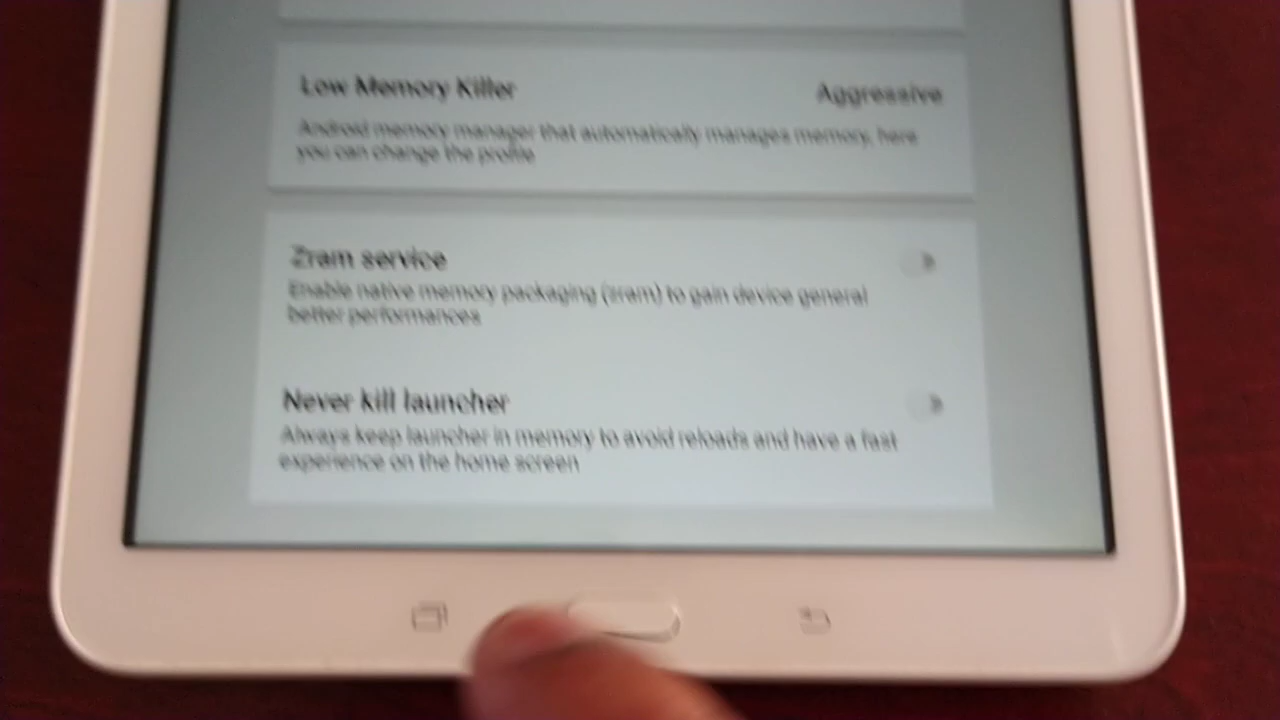 Low Memory Killer
Aggressive
Android memory manager that automatically manages memory, here
you can change the profile
Zram service
Enable native memory packaging (zram) to gain device general
better performances
Never kill launcher
Always keep launcher in memory to avoid reloads and have a fast
experience on the home screen